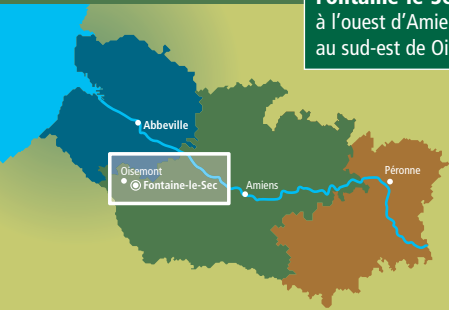 à l'ouest d'Amie
au sud-est de Oi
Abbeville
Oisemont
Fontaine-le-Sec
Amiens
Péronne